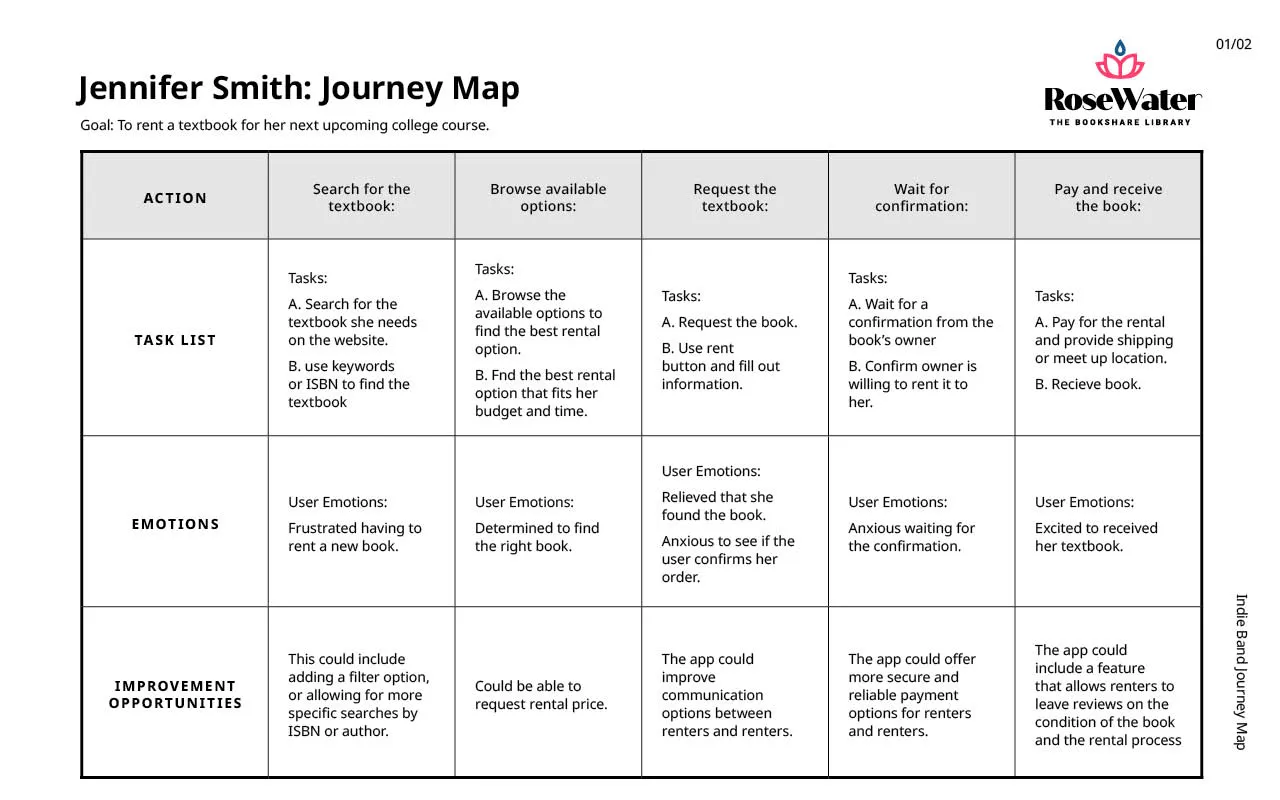 01/02
Jennifer Smith: Journey Map
Goal: To rent a textbook for her next upcoming college course.
RoseWater
THE BOOKSHARE LIBRARY
ACTION
Search for the
textbook:
Browse available
options:
Request the
textbook:
Wait for
confirmation:
Pay and receive
the book:
TASK LIST
Tasks:
A. Search for the
textbook she needs
on the website.
B. use keywords
or ISBN to find the
textbook
Tasks:
A. Browse the
available options to
find the best rental
option.
B. Fnd the best rental
option that fits her
budget and time.
Tasks:
A. Request the book.
B. Use rent
button and fill out
information.
Tasks:
A. Wait for a
confirmation from the
book’s owner
B. Confirm owner is
willing to rent it to
her.
Tasks:
A. Pay for the rental
and provide shipping
or meet up location.
B. Recieve book.
EMOTIONS
User Emotions:
Frustrated having to
rent a new book.
User Emotions:
Determined to find
the right book.
User Emotions:
Relieved that she
found the book.
Anxious to see if the
user confirms her
order.
User Emotions:
Anxious waiting for
the confirmation.
User Emotions:
Excited to received
her textbook.
IMPROVEMENT
OPPORTUNITIES
This could include
adding a filter option,
or allowing for more
specific searches by
ISBN or author.
Could be able to
request rental price.
The app could
improve
communication
options between
renters and renters.
The app could offer
more secure and
reliable payment
options for renters
and renters.
The app could
include a feature
that allows renters to
leave reviews on the
condition of the book
and the rental process
Indie Band Journey Map